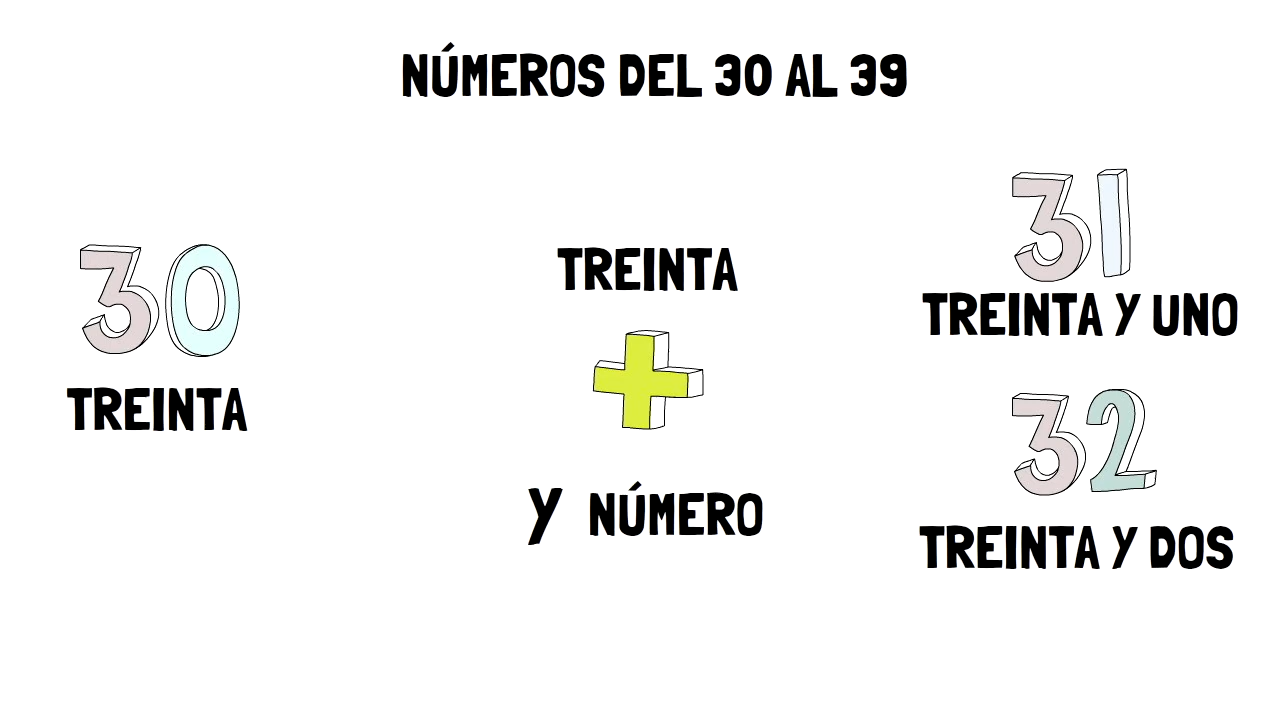 NÚMEROS DEL 30 AL 39
30
TREINTA
TREINTA
+
Y NÚMERO
31
TREINTA Y UNO
32
TREINTA Y DOS